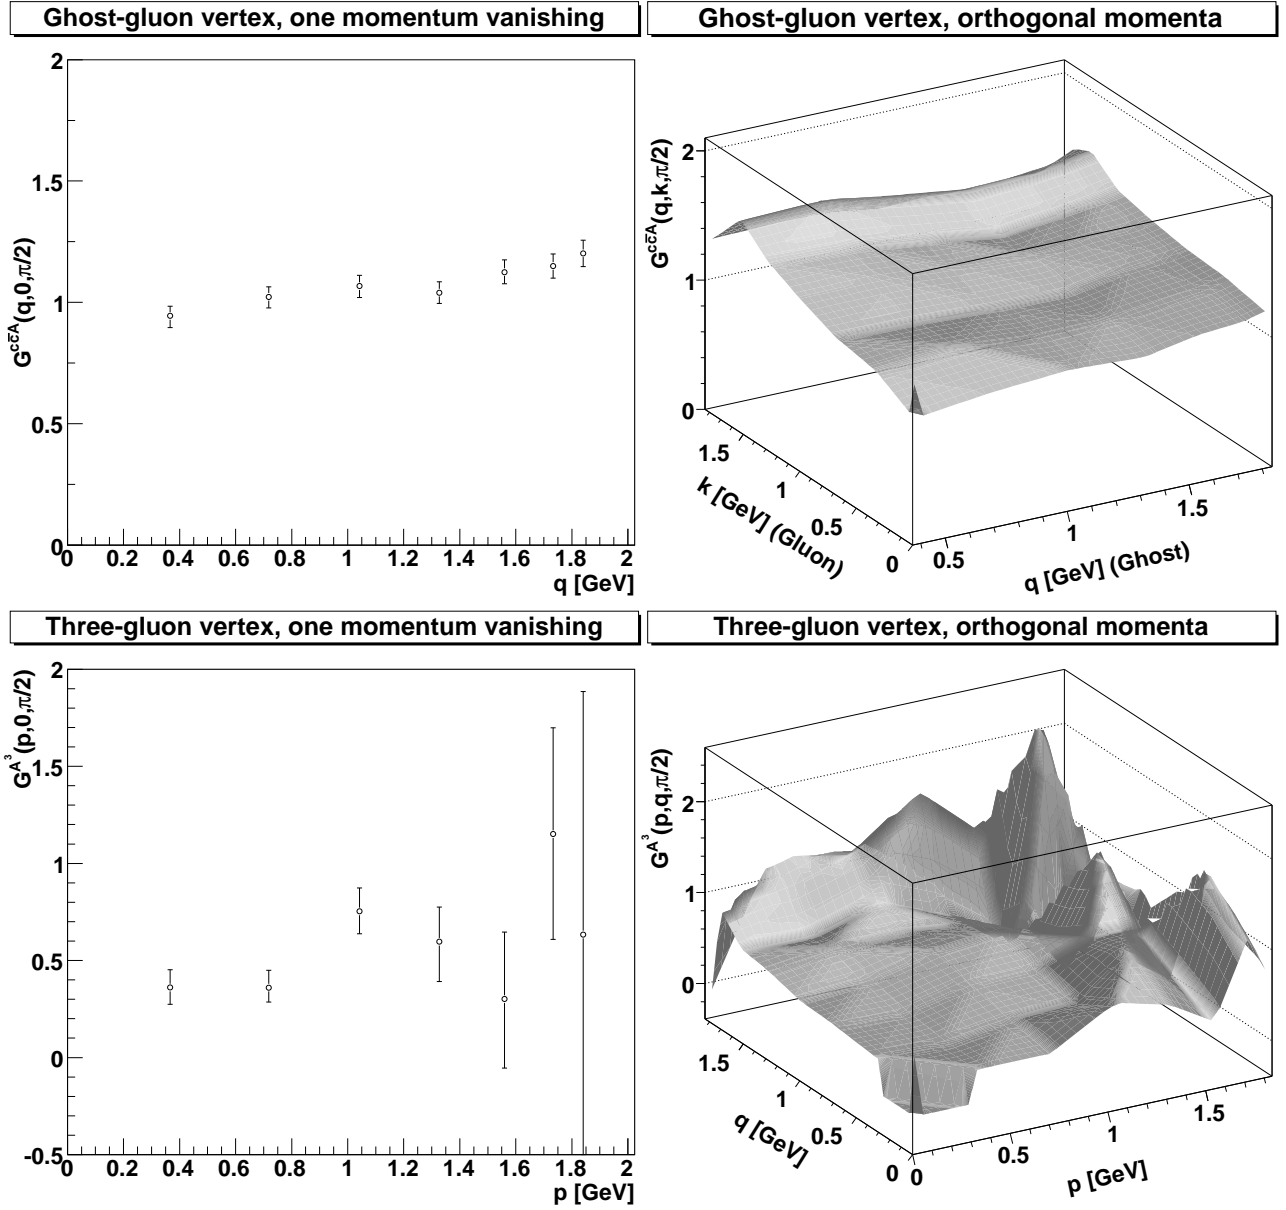 Ghost-gluon vertex, one momentum vanishing
G^{cc̄A}(q,0,π/2)
2
1.5
1
0.5
0
0 0.2 0.4 0.6 0.8 1 1.2 1.4 1.6 1.8 2
q [GeV]
Ghost-gluon vertex, orthogonal momenta
G^{cc̄A}(q,k,π/2)
2
1
0
1.5
1
0.5
0
k [GeV] (Gluon)
0.5
1
1.5
q [GeV] (Ghost)
Three-gluon vertex, one momentum vanishing
G^{A^3}(p,0,π/2)
2
1.5
1
0.5
0
-0.5
0 0.2 0.4 0.6 0.8 1 1.2 1.4 1.6 1.8 2
p [GeV]
Three-gluon vertex, orthogonal momenta
G^{A^3}(p,q,π/2)
2
1
0
1.5
1
0.5
0
q [GeV]
0
0.5
1
1.5
p [GeV]